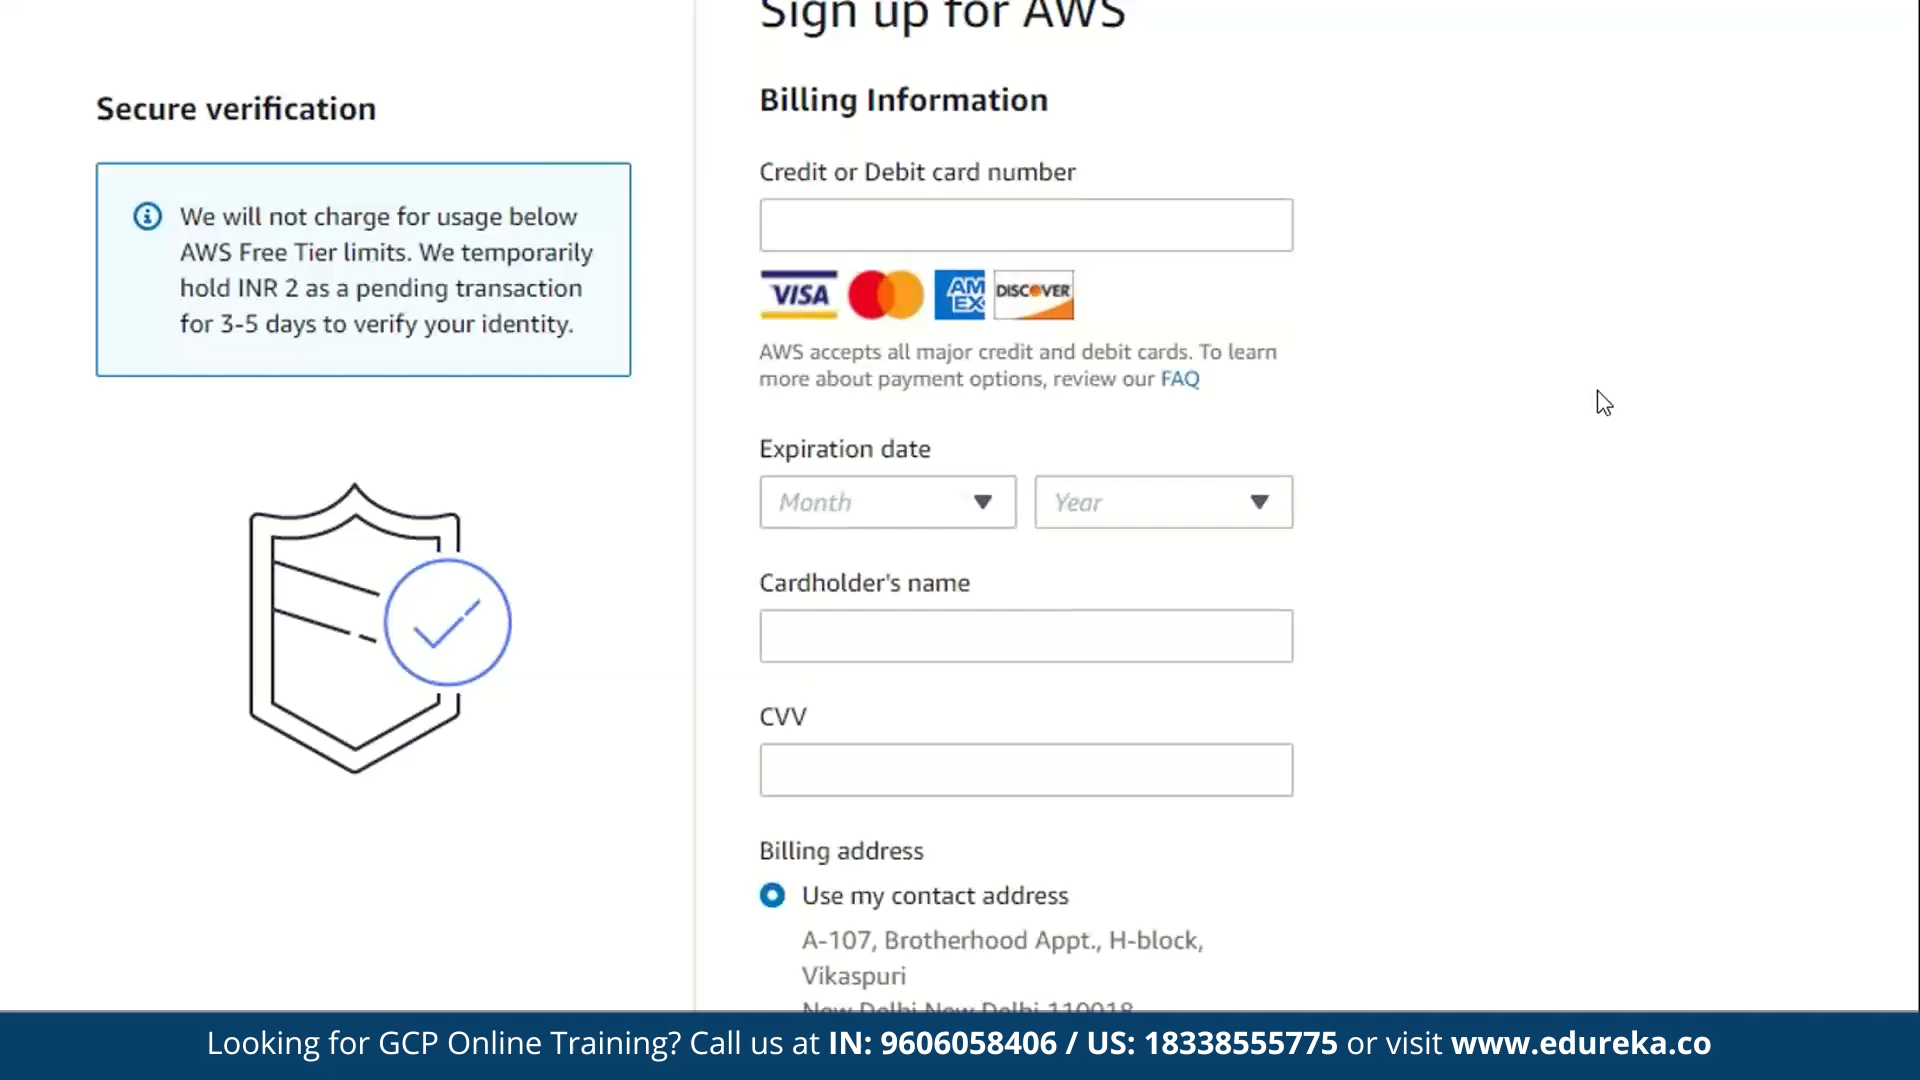 Sign up for AWS
Secure verification
We will not charge for usage below
AWS Free Tier limits. We temporarily
hold INR 2 as a pending transaction
for 3-5 days to verify your identity.
Billing Information
Credit or Debit card number
VISA
AM
EX
DISCOVER
AWS accepts all major credit and debit cards. To learn
more about payment options, review our FAQ
Expiration date
Month
Year
Cardholder's name
CVV
Billing address
Use my contact address
A-107, Brotherhood Appt., H-block,
Vikaspuri
New Delhi New Delhi 110018
Looking for GCP Online Training? Call us at IN: 9606058406 / US: 18338555775 or visit www.edureka.co